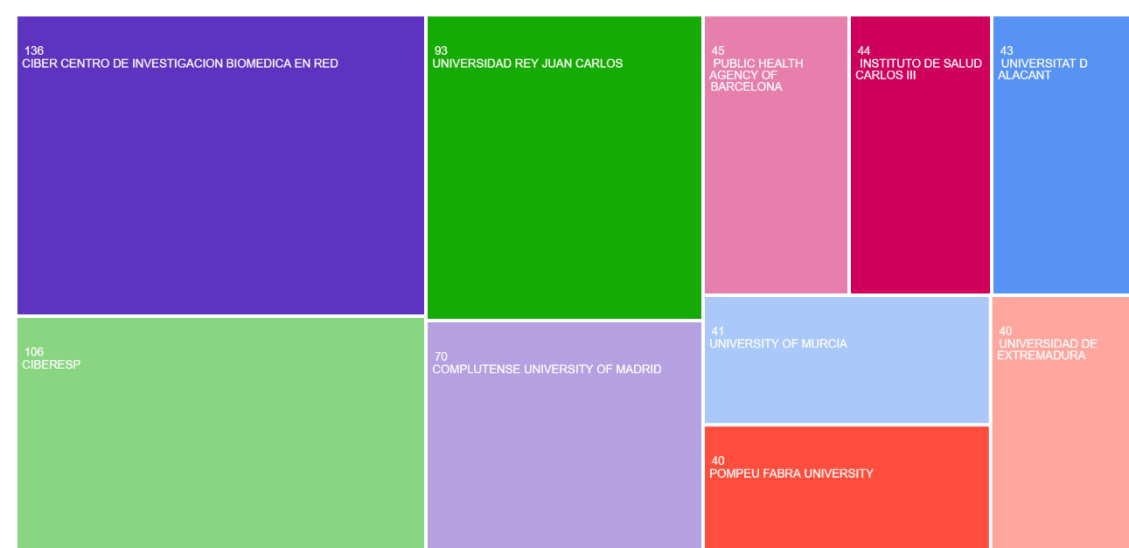 136
CIBER CENTRO DE INVESTIGACION BIOMEDICA EN RED
106
CIBERESP
93
UNIVERSIDAD REY JUAN CARLOS
70
COMPLUTENSE UNIVERSITY OF MADRID
45
PUBLIC HEALTH
AGENCY OF
BARCELONA
44
INSTITUTO DE SALUD
CARLOS III
43
UNIVERSITAT D
ALACANT
41
UNIVERSITY OF MURCIA
40
POMPEU FABRA UNIVERSITY
40
UNIVERSIDAD DE
EXTREMADURA